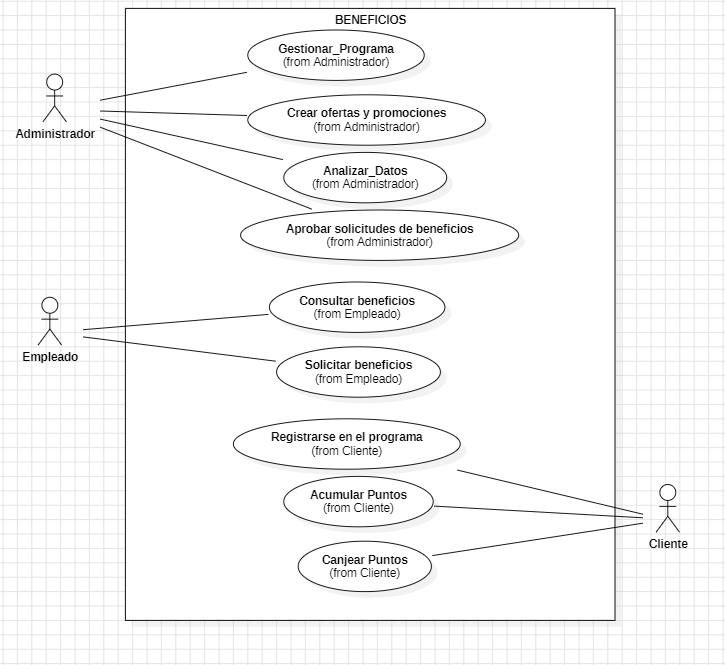 BENEFICIOS
Gestionar_Programa
(from Administrador)
Administrador
Crear ofertas y promociones
(from Administrador)
Analizar_Datos
(from Administrador)
Aprobar solicitudes de beneficios
(from Administrador)
Consultar beneficios
(from Empleado)
Empleado
Solicitar beneficios
(from Empleado)
Registrarse en el programa
(from Cliente)
Acumular Puntos
(from Cliente)
Cliente
Canjear Puntos
(from Cliente)